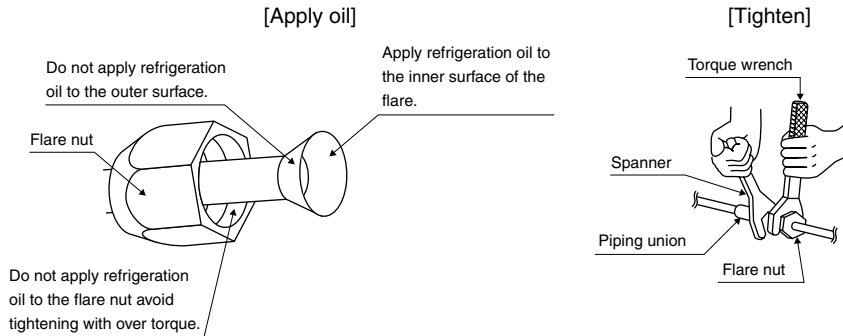 [Apply oil]
Do not apply refrigeration
oil to the outer surface.
Apply refrigeration oil to
the inner surface of the
flare.
Flare nut
Do not apply refrigeration
oil to the flare nut avoid
tightening with over torque.
[Tighten]
Torque wrench
Spanner
Piping union
Flare nut